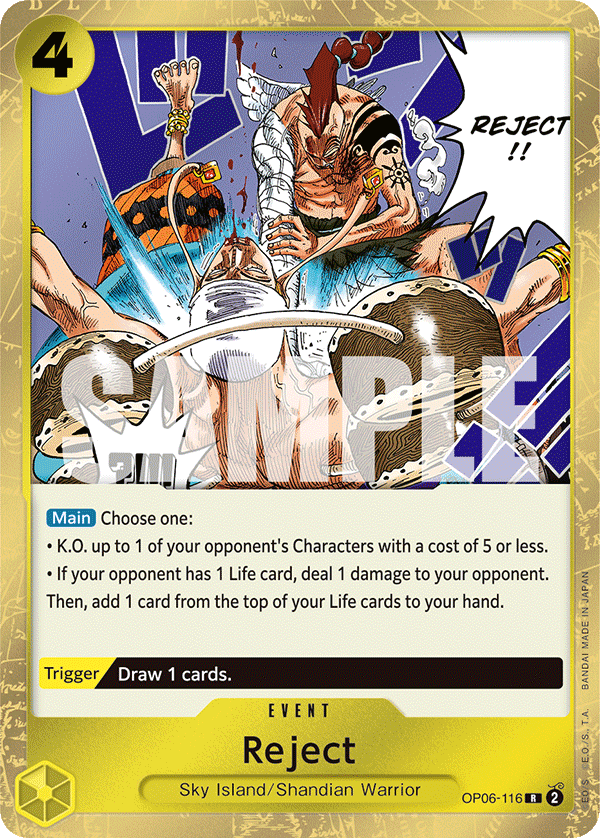 4
REJECT
!!
SAMPLE
?!!!
Main Choose one:
• K.O. up to 1 of your opponent's Characters with a cost of 5 or less.
• If your opponent has 1 Life card, deal 1 damage to your opponent.
Then, add 1 card from the top of your Life cards to your hand.
Trigger Draw 1 cards.
EVENT
Reject
Sky Island/Shandian Warrior
OP06-116 R 2
©E.O./S. ©E.O./S, T.A. BANDAI MADE IN JAPAN